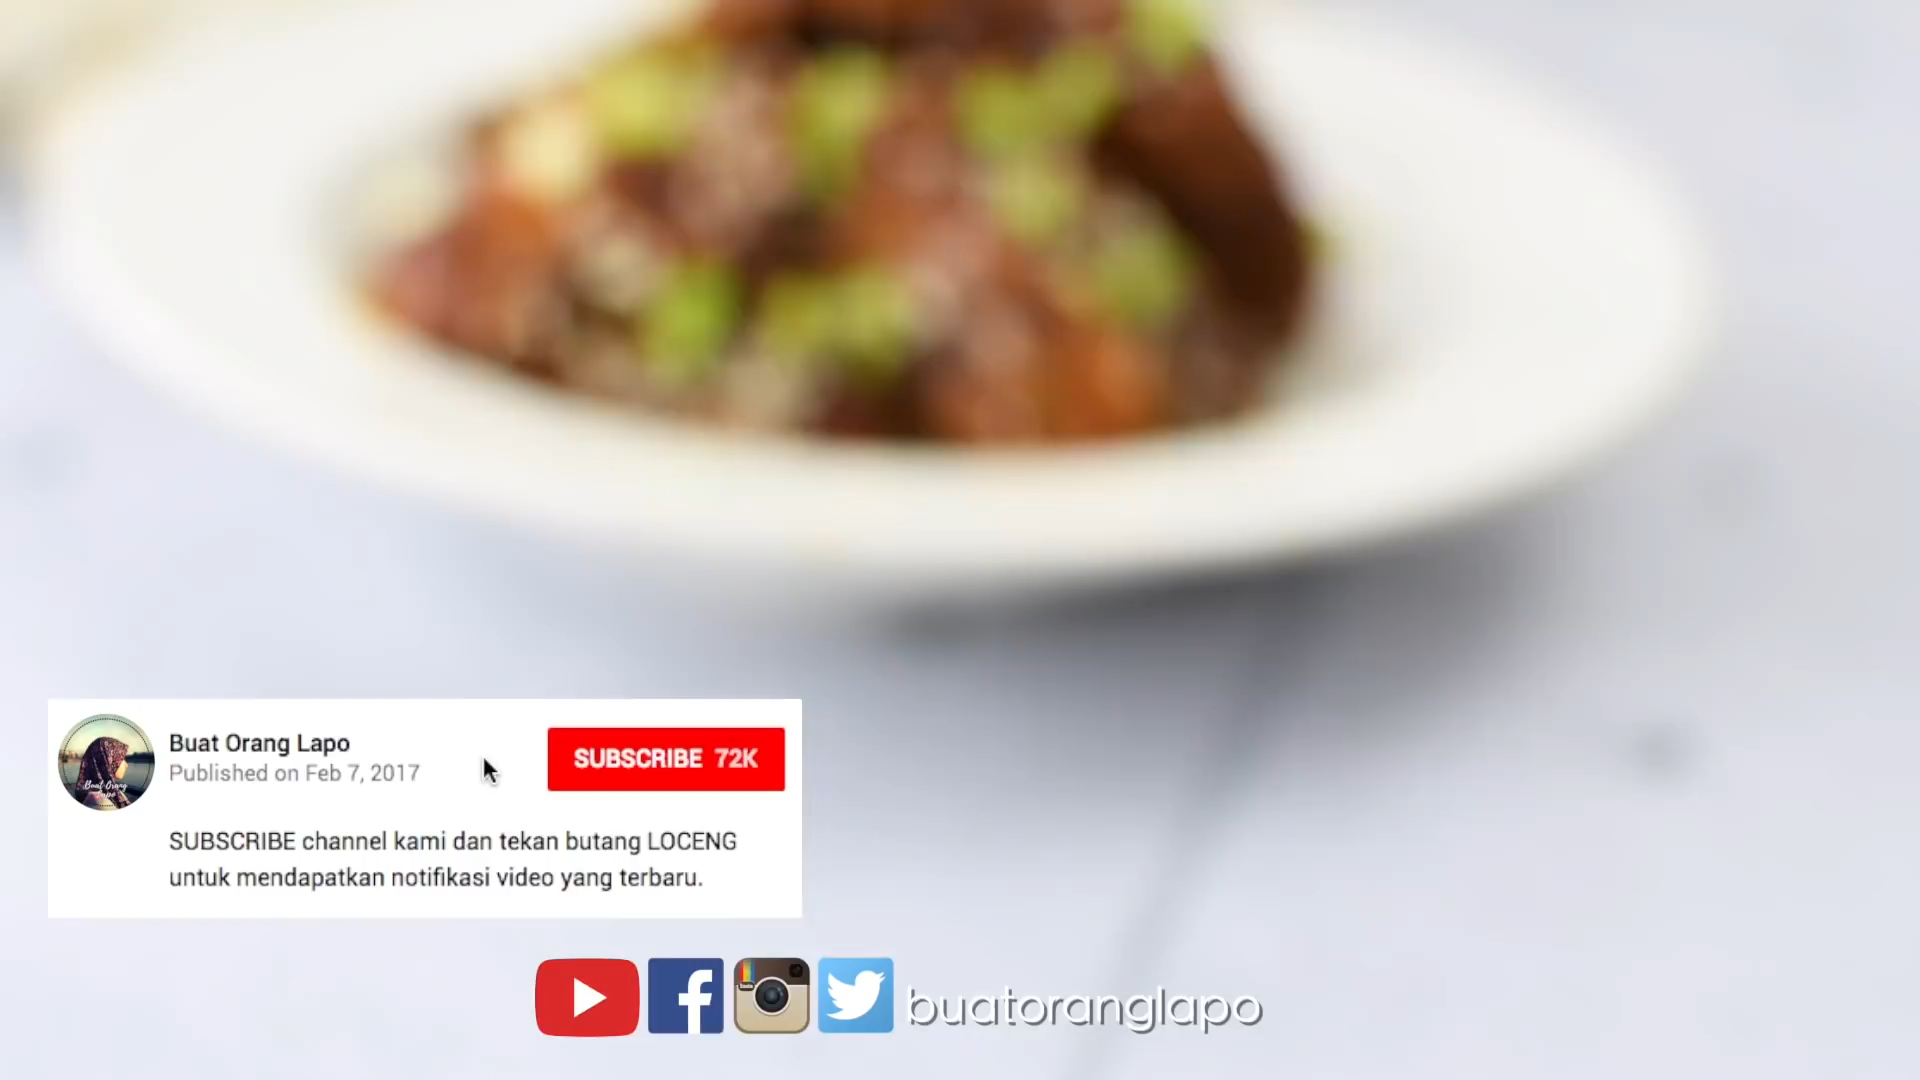 Buat Orang Lapo
Published on Feb 7, 2017
SUBSCRIBE 72K
SUBSCRIBE channel kami dan tekan butang LOCENG
untuk mendapatkan notifikasi video yang terbaru.
buatoranglapo